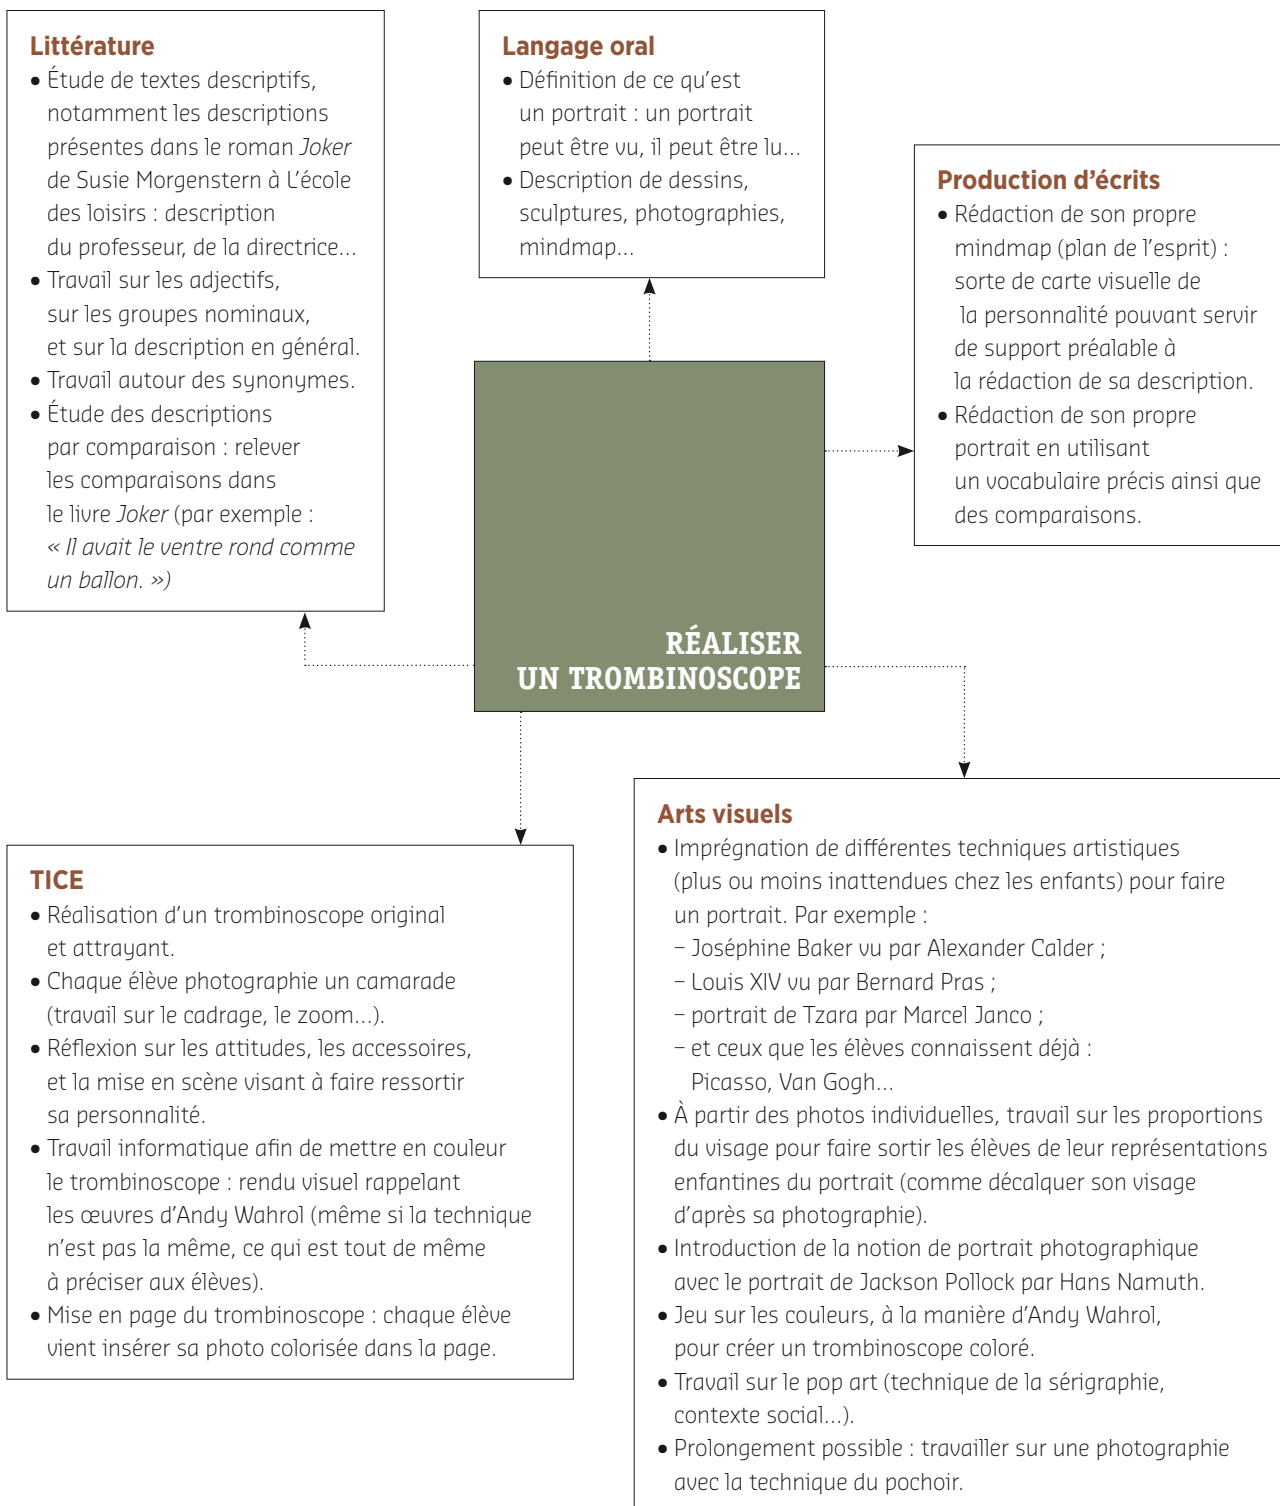 Littérature
• Étude de textes descriptifs,
notamment les descriptions
présentes dans le roman Joker
de Susie Morgenstern à L'école
des loisirs : description
du professeur, de la directrice...
• Travail sur les adjectifs,
sur les groupes nominaux,
et sur la description en général.
• Travail autour des synonymes.
• Étude des descriptions
par comparaison : relever
les comparaisons dans
le livre Joker (par exemple :
« Il avait le ventre rond comme
un ballon. »)
Langage oral
• Définition de ce qu'est
un portrait : un portrait
peut être vu, il peut être lu...
• Description de dessins,
sculptures, photographies,
mindmap...
Production d'écrits
• Rédaction de son propre
mindmap (plan de l'esprit) :
sorte de carte visuelle de
la personnalité pouvant servir
de support préalable à
la rédaction de sa description.
• Rédaction de son propre
portrait en utilisant
un vocabulaire précis ainsi que
des comparaisons.
RÉALISER
UN TROMBINOSCOPE
TICE
• Réalisation d'un trombinoscope original
et attrayant.
• Chaque élève photographie un camarade
(travail sur le cadrage, le zoom...).
• Réflexion sur les attitudes, les accessoires,
et la mise en scène visant à faire ressortir
sa personnalité.
• Travail informatique afin de mettre en couleur
le trombinoscope : rendu visuel rappelant
les œuvres d'Andy Wahrol (même si la technique
n'est pas la même, ce qui est tout de même
à préciser aux élèves).
• Mise en page du trombinoscope : chaque élève
vient insérer sa photo colorisée dans la page.
Arts visuels
• Imprégnation de différentes techniques artistiques
(plus ou moins inattendues chez les enfants) pour faire
un portrait. Par exemple :
– Joséphine Baker vu par Alexander Calder ;
– Louis XIV vu par Bernard Pras ;
– portrait de Tzara par Marcel Janco ;
– et ceux que les élèves connaissent déjà :
Picasso, Van Gogh...
• À partir des photos individuelles, travail sur les proportions
du visage pour faire sortir les élèves de leur représentations
enfantines du portrait (comme décalquer son visage
d'après sa photographie).
• Introduction de la notion de portrait photographique
avec le portrait de Jackson Pollock par Hans Namuth.
• Jeu sur les couleurs, à la manière d'Andy Wahrol,
pour créer un trombinoscope coloré.
• Travail sur le pop art (technique de la sérigraphie,
contexte social...).
• Prolongement possible : travailler sur une photographie
avec la technique du pochoir.